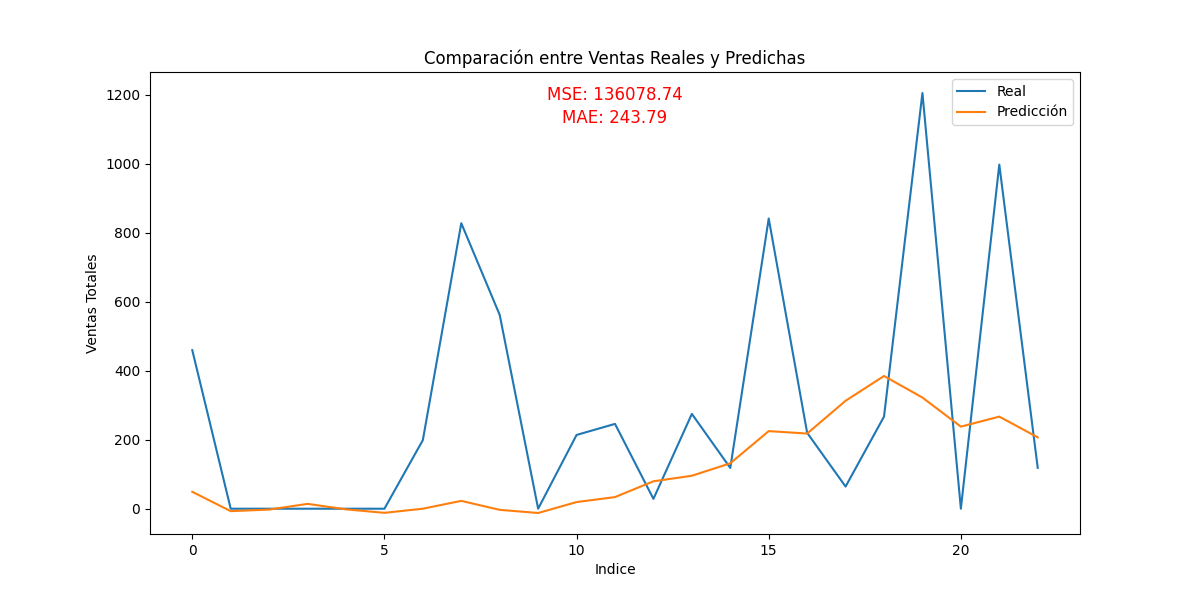 Comparación entre Ventas Reales y Predichas
MSE: 136078.74
MAE: 243.79
Real
Predicción
Ventas Totales
1200
1000
800
600
400
200
0
0 5 10 15 20
Indice